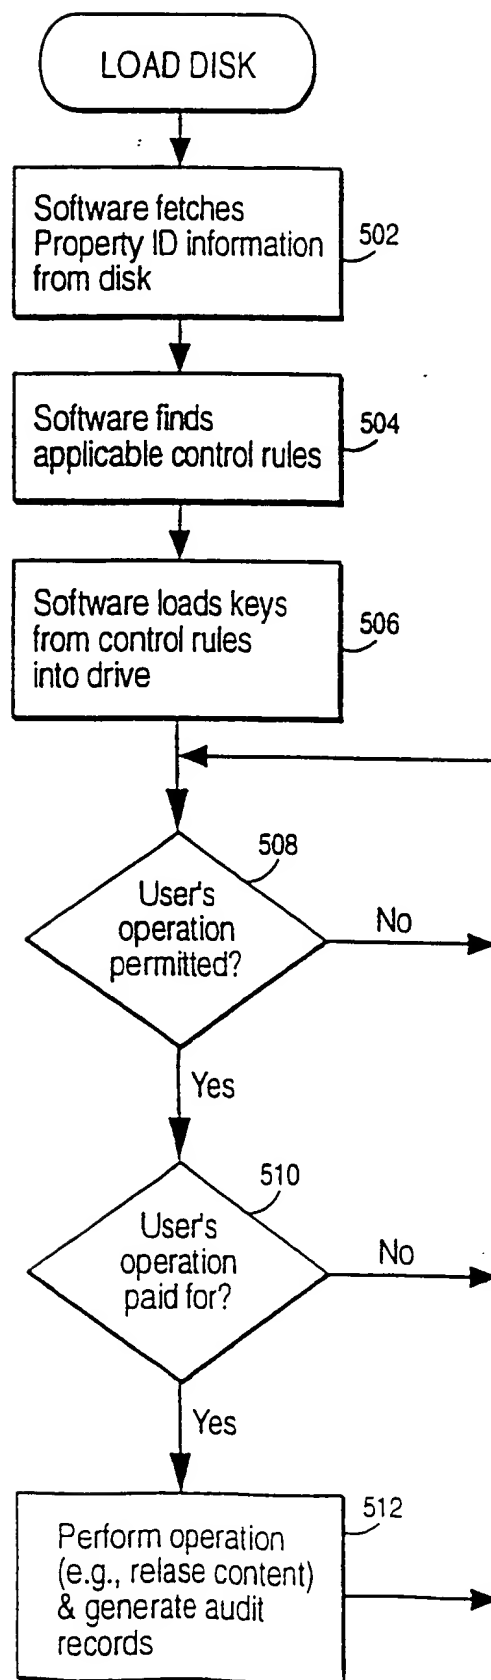 LOAD DISK
Software fetches
Property ID information
from disk
502
Software finds
applicable control rules
504
Software loads keys
from control rules
into drive
506
508
User's
operation
permitted?
No
Yes
510
User's
operation
paid for?
No
Yes
512
Perform operation
(e.g., relase content)
& generate audit
records